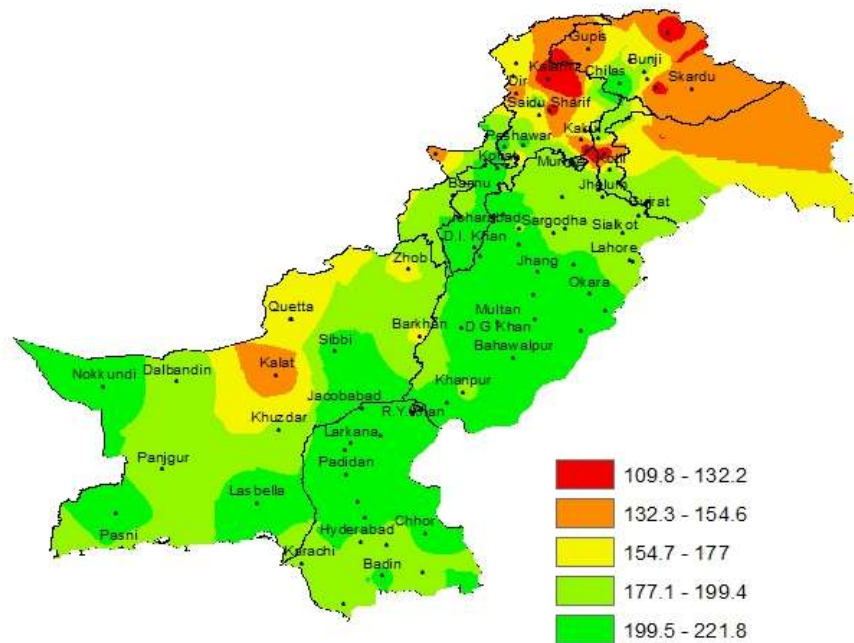 Gupis
Kalam
Chilas
Bunji
Skardu
Dir
Saidu Sharif
Peshawar
Kakul
Kohat
Kotli
Bannu
Jhelum
Gujrat
Sargodha
Sialkot
D.I. Khan
Lahore
Zhob
Jhang
Okara
Quetta
Multan
Barkhan
D G Khan
Sibbi
Bahawalpur
Kalat
Dalbandin
Nokkundi
Khanpur
Jacobabad
R.Y.Khan
Khuzdar
Larkana
Panjgur
Padidan
Lasbella
Chhor
Pasni
Hyderabad
Karachi
Badin
109.8 - 132.2
132.3 - 154.6
154.7 - 177
177.1 - 199.4
199.5 - 221.8